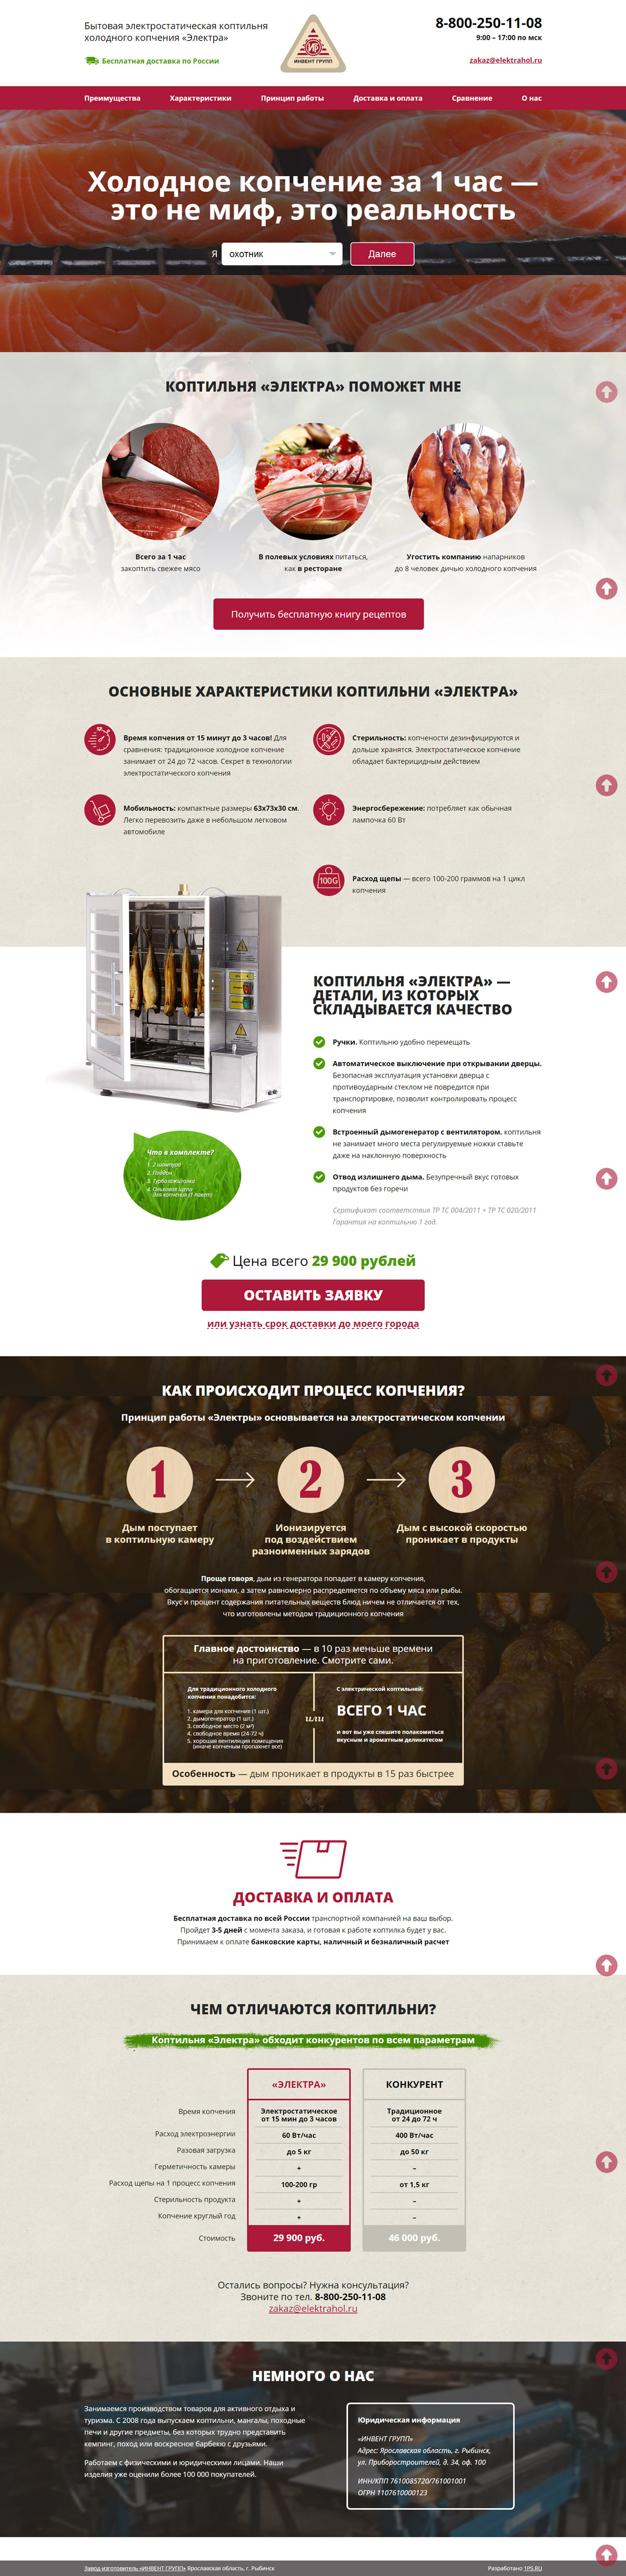 Бытовая электростатическая коптильня
холодного копчения «Электра»
Бесплатная доставка по России
ИР
ИНВЕНТ ГРУПП
8-800-250-11-08
9:00 – 17:00 по мск
zakaz@elektrahol.ru
Преимущества Характеристики Принцип работы Доставка и оплата Сравнение О нас
Холодное копчение за 1 час —
это не миф, это реальность
Я охотник Далее
КОПТИЛЬНЯ «ЭЛЕКТРА» ПОМОЖЕТ МНЕ
Всего за 1 час
закоптить свежее мясо
В полевых условиях питаться,
как в ресторане
Угостить компанию напарников
до 8 человек дичью холодного копчения
Получить бесплатную книгу рецептов
ОСНОВНЫЕ ХАРАКТЕРИСТИКИ КОПТИЛЬНИ «ЭЛЕКТРА»
Время копчения от 15 минут до 3 часов! Для
сравнения: традиционное холодное копчение
занимает от 24 до 72 часов. Секрет в технологии
электростатического копчения
Стерильность: копчености дезинфицируются и
дольше хранятся. Электростатическое копчение
обладает бактерицидным действием
Мобильность: компактные размеры 63х73х30 см.
Легко перевозить даже в небольшом легковом
автомобиле
Энергосбережение: потребляет как обычная
лампочка 60 Вт
100G
Расход щепы — всего 100-200 граммов на 1 цикл
копчения
КОПТИЛЬНЯ «ЭЛЕКТРА» —
ДЕТАЛИ, ИЗ КОТОРЫХ
СКЛАДЫВАЕТСЯ КАЧЕСТВО
Ручки. Коптильню удобно перемещать
Автоматическое выключение при открывании дверцы.
Безопасная эксплуатация установки дверца с
противоударным стеклом не повредится при
транспортировке, позволит контролировать процесс
копчения
Встроенный дымогенератор с вентилятором. коптильня
не занимает много места регулируемые ножки ставьте
даже на наклонную поверхность
Отвод излишнего дыма. Безупречный вкус готовых
продуктов без горечи
Сертификат соответствия ТР ТС 004/2011 + ТР ТС 020/2011
Гарантия на коптильню 1 год.
Что в комплекте?
1. 2 шампура
2. Поддон
3. Турбозажигалка
4. Ольховая щепа
для копчения (1 пакет)
Цена всего 29 900 рублей
ОСТАВИТЬ ЗАЯВКУ
или узнать срок доставки до моего города
КАК ПРОИСХОДИТ ПРОЦЕСС КОПЧЕНИЯ?
Принцип работы «Электры» основывается на электростатическом копчении
1
2
3
Дым поступает
в коптильную камеру
Ионизируется
под воздействием
разноименных зарядов
Дым с высокой скоростью
проникает в продукты
Проще говоря, дым из генератора попадает в камеру копчения,
обогащается ионами, а затем равномерно распределяется по объему мяса или рыбы.
Вкус и процент содержания питательных веществ блюд ничем не отличается от тех,
что изготовлены методом традиционного копчения
Главное достоинство — в 10 раз меньше времени
на приготовление. Смотрите сами.
Для традиционного холодного
копчения понадобится:
1. камера для копчения (1 шт.)
2. дымогенератор (1 шт.)
3. свободное место (2 м²)
4. свободное время (24-72 ч)
5. хорошая вентиляция помещения
(иначе копченым пропахнет все)
или
С электрической коптильней:
ВСЕГО 1 ЧАС
и вот вы уже спешите полакомиться
вкусным и ароматным деликатесом
Особенность — дым проникает в продукты в 15 раз быстрее
ДОСТАВКА И ОПЛАТА
Бесплатная доставка по всей России транспортной компанией на ваш выбор.
Пройдет 3-5 дней с момента заказа, и готовая к работе коптилка будет у вас.
Принимаем к оплате банковские карты, наличный и безналичный расчет
ЧЕМ ОТЛИЧАЮТСЯ КОПТИЛЬНИ?
Коптильня «Электра» обходит конкурентов по всем параметрам
«ЭЛЕКТРА» КОНКУРЕНТ
Время копчения Электростатическое от 15 мин до 3 часов Традиционное от 24 до 72 ч
Расход электроэнергии 60 Вт/час 400 Вт/час
Разовая загрузка до 5 кг до 50 кг
Герметичность камеры + –
Расход щепы на 1 процесс копчения 100-200 гр от 1,5 кг
Стерильность продукта + –
Копчение круглый год + –
Стоимость 29 900 руб. 46 000 руб.
Остались вопросы? Нужна консультация?
Звоните по тел. 8-800-250-11-08
zakaz@elektrahol.ru
НЕМНОГО О НАС
Занимаемся производством товаров для активного отдыха и
туризма. С 2008 года выпускаем коптильни, мангалы, походные
печи и другие предметы, без которых трудно представить
кемпинг, поход или воскресное барбекю с друзьями.
Работаем с физическими и юридическими лицами. Наши
изделия уже оценили более 100 000 покупателей.
Юридическая информация
«ИНВЕНТ ГРУПП»
Адрес: Ярославская область, г. Рыбинск,
ул. Приборостроителей, д. 34, оф. 100
ИНН/КПП 7610085720/761001001
ОГРН 1107610000123
Завод-изготовитель «ИНВЕНТ ГРУПП» Ярославская область, г. Рыбинск
Разработано 1PS.RU